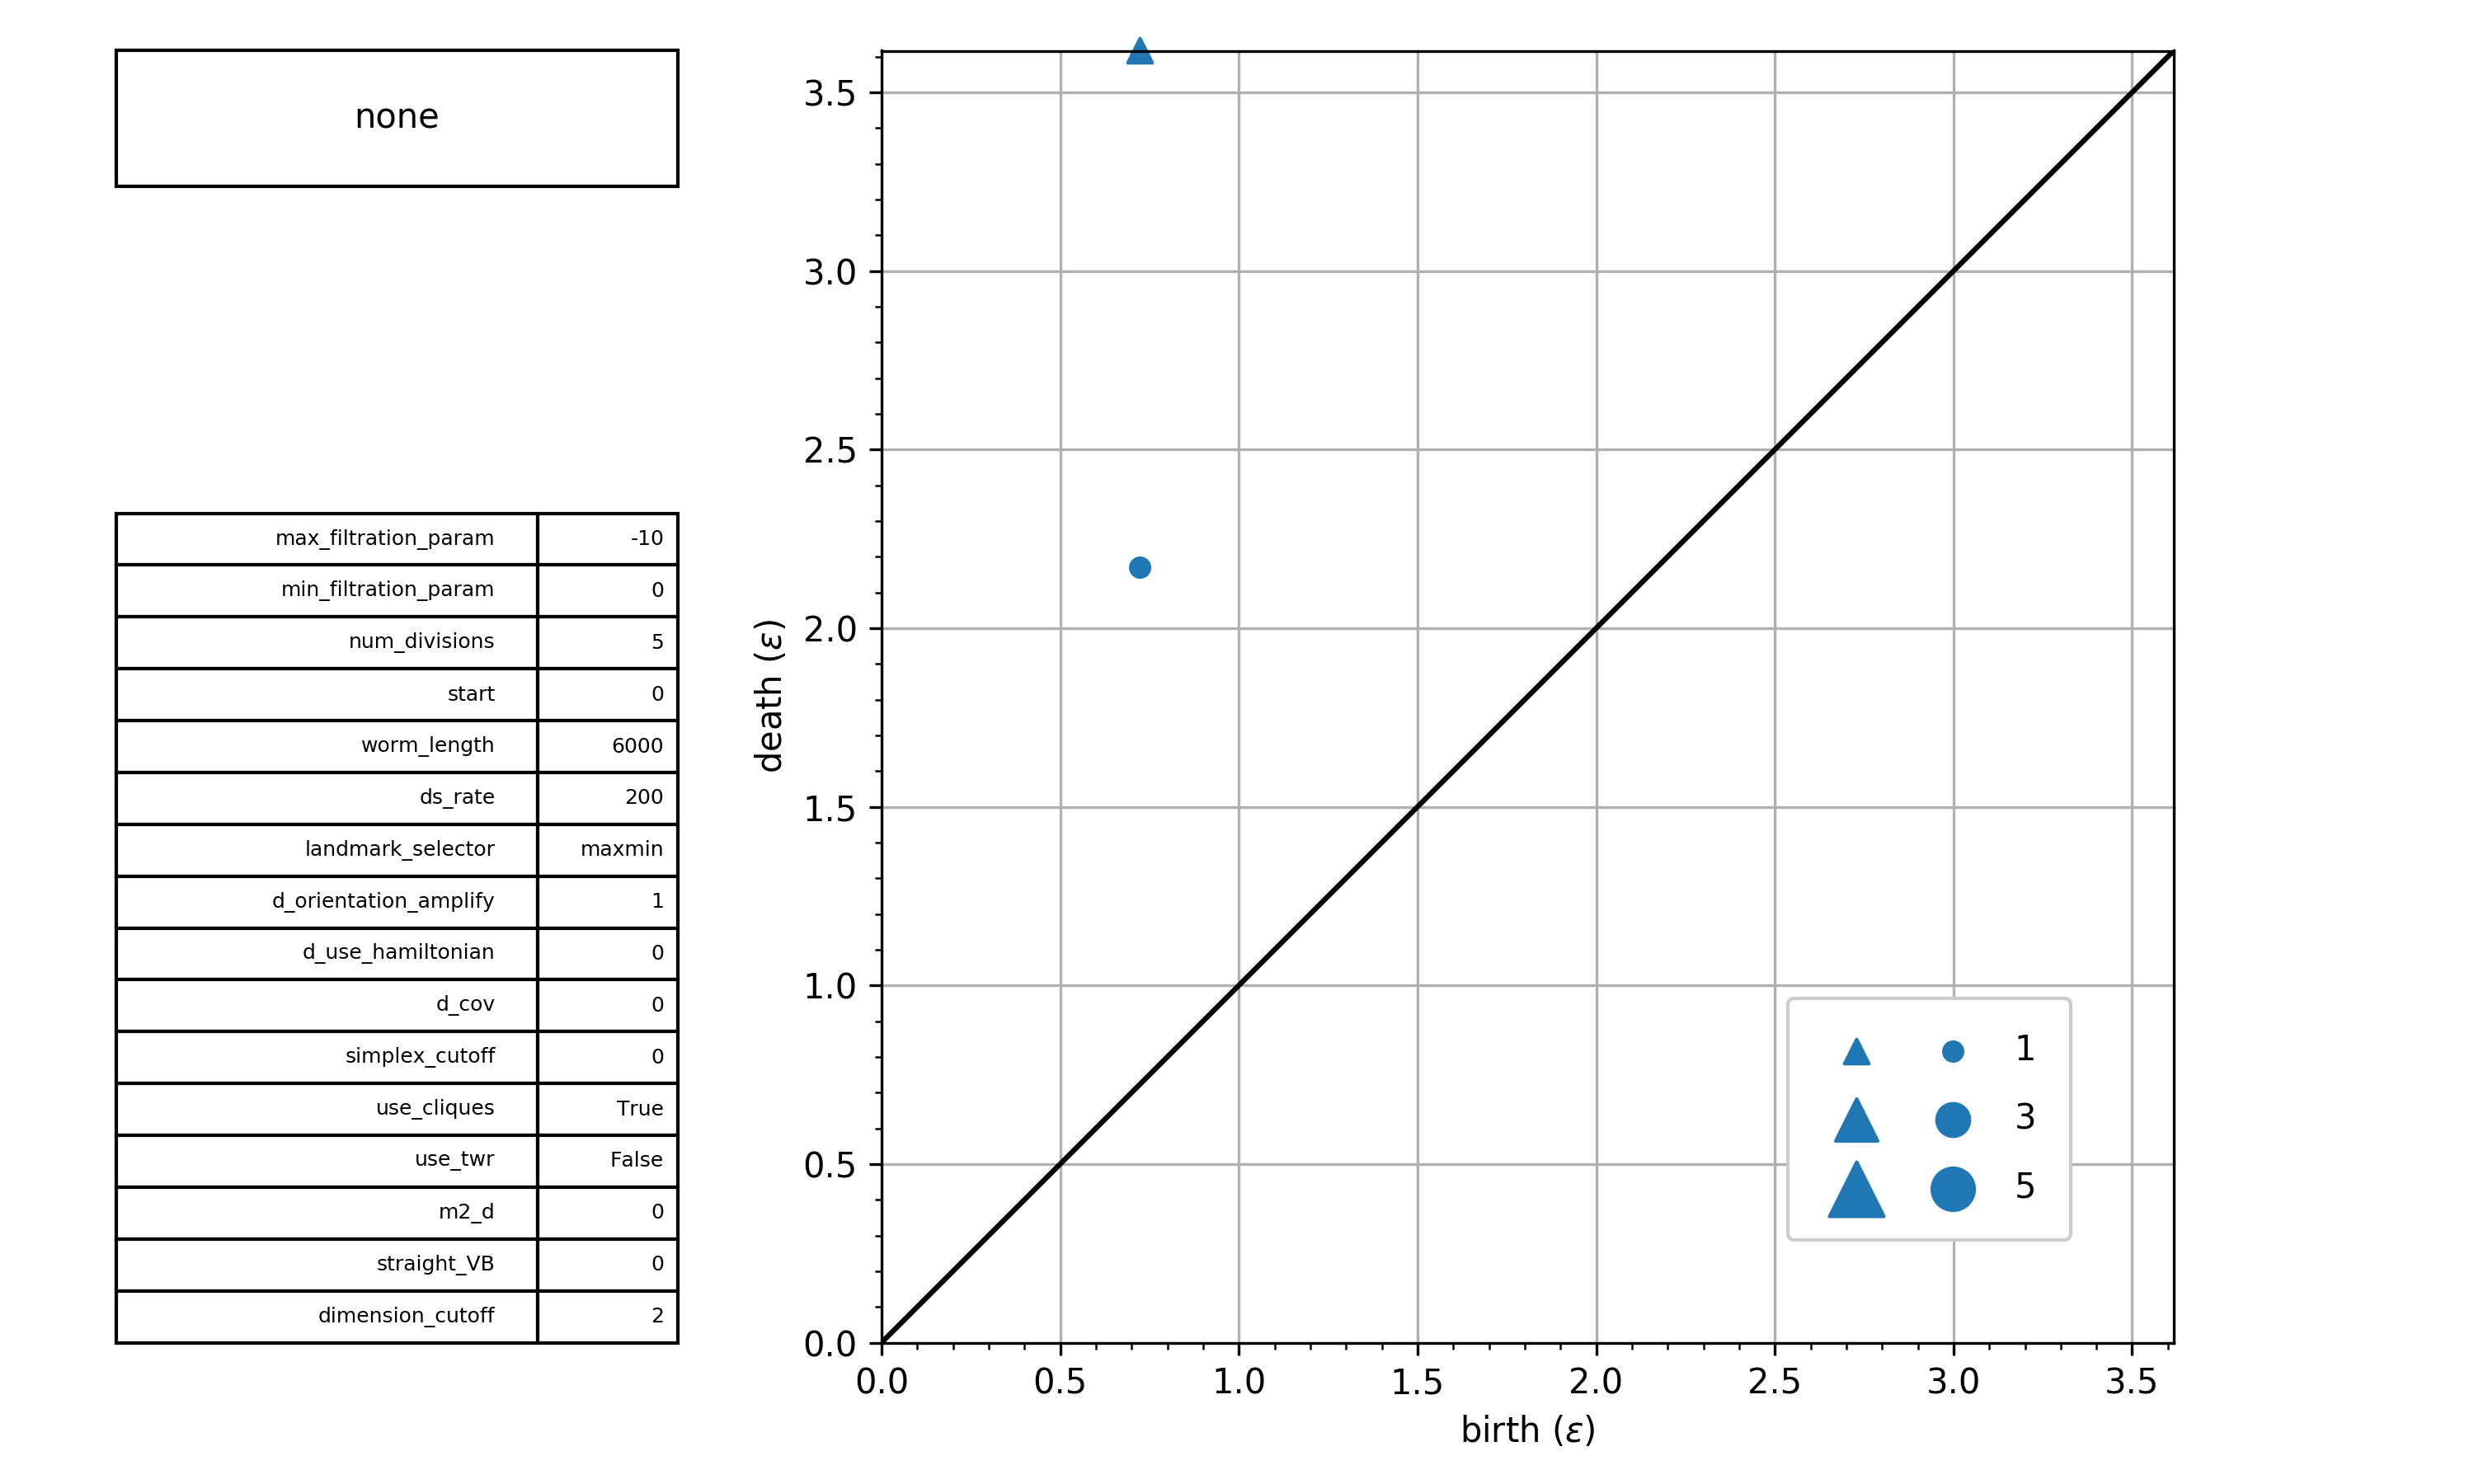 none
max_filtration_param -10
min_filtration_param 0
num_divisions 5
start 0
worm_length 6000
ds_rate 200
landmark_selector maxmin
d_orientation_amplify 1
d_use_hamiltonian 0
d_cov 0
simplex_cutoff 0
use_cliques True
use_twr False
m2_d 0
straight_VB 0
dimension_cutoff 2
death (ε)
3.5
3.0
2.5
2.0
1.5
1.0
0.5
0.0
0.0 0.5 1.0 1.5 2.0 2.5 3.0 3.5
birth (ε)
1
3
5